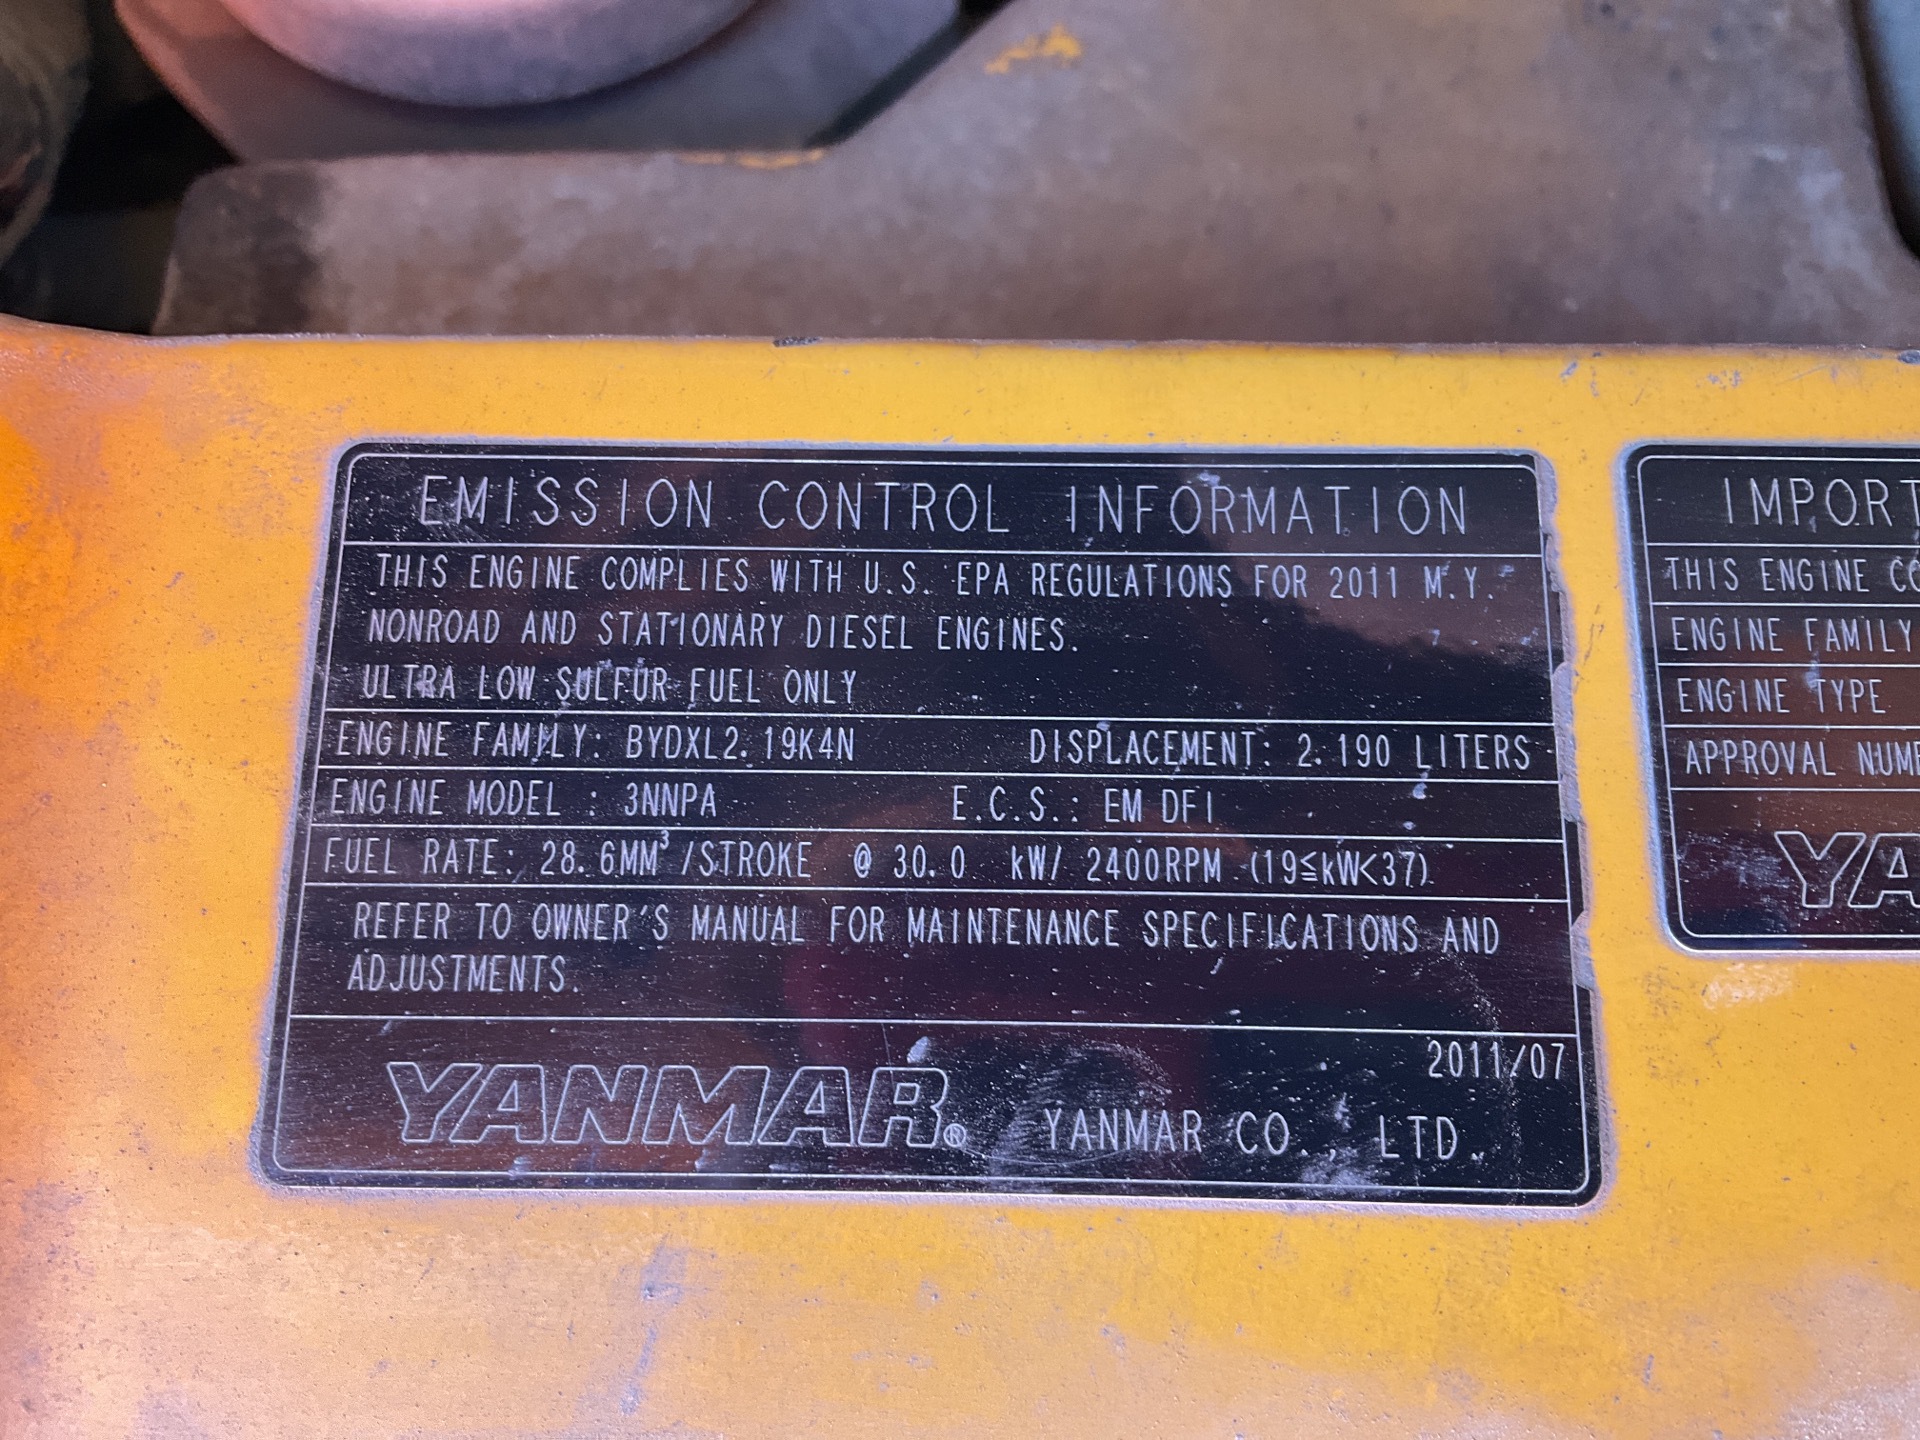 EMISSION CONTROL INFORMATION
THIS ENGINE COMPLIES WITH U.S. EPA REGULATIONS FOR 2011 M.Y.
NONROAD AND STATIONARY DIESEL ENGINES.
ULTRA LOW SULFUR FUEL ONLY
ENGINE FAMILY: BYDXL2.19K4N DISPLACEMENT: 2.190 LITERS
ENGINE MODEL : 3NNPA E.C.S.: EM DFI
FUEL RATE: 28.6MM³/STROKE @ 30.0 kW/ 2400RPM (19≦kW<37)
REFER TO OWNER'S MANUAL FOR MAINTENANCE SPECIFICATIONS AND
ADJUSTMENTS.
2011/07
YANMAR® YANMAR CO., LTD.
IMPORT
THIS ENGINE CO
ENGINE FAMILY
ENGINE TYPE
APPROVAL NUM
YA